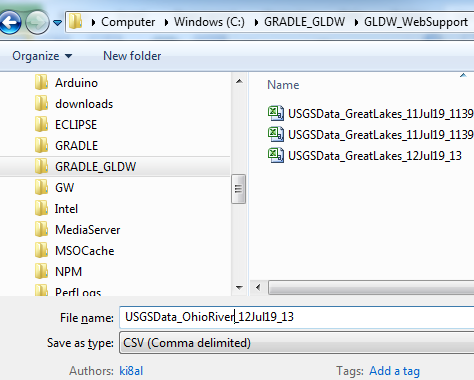 Computer ▸ Windows (C:) ▸ GRADLE_GLDW ▸ GLDW_WebSupport
Organize New folder
Arduino
downloads
ECLIPSE
GRADLE
GRADLE_GLDW
GW
Intel
MediaServer
MSOCache
NPM
PerfLogs
Name
USGSData_GreatLakes_11Jul19_1139
USGSData_GreatLakes_11Jul19_1139
USGSData_GreatLakes_12Jul19_13
File name: USGSData_OhioRiver_12Jul19_13
Save as type: CSV (Comma delimited)
Authors: ki8al Tags: Add a tag